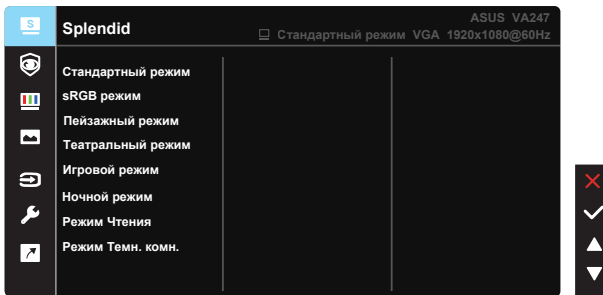 S
Splendid
ASUS VA247
Стандартный режим VGA 1920x1080@60Hz
Стандартный режим
sRGB режим
Пейзажный режим
Театральный режим
Игровой режим
Ночной режим
Режим Чтения
Режим Темн. комн.